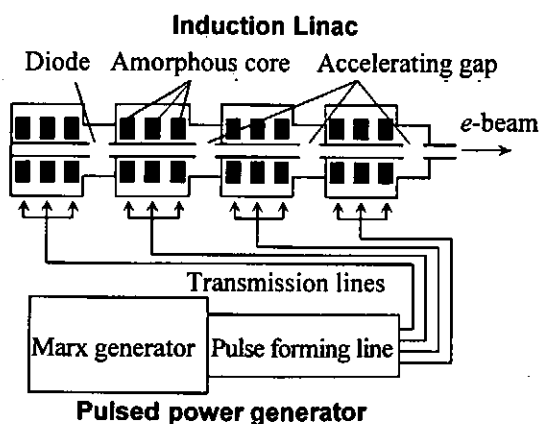 Induction Linac
Diode Amorphous core Accelerating gap
e-beam
Transmission lines
Marx generator Pulse forming line
Pulsed power generator